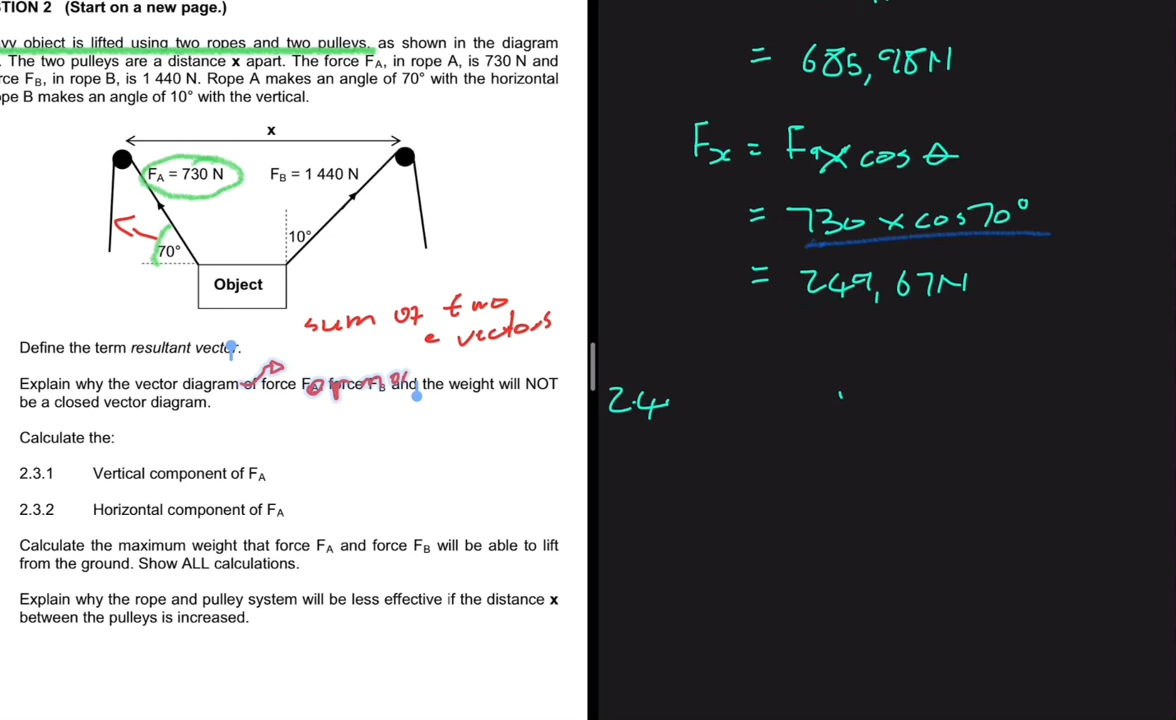 TION 2 (Start on a new page.)
vy object is lifted using two ropes and two pulleys, as shown in the diagram
. The two pulleys are a distance x apart. The force FA, in rope A, is 730 N and
rce FB, in rope B, is 1 440 N. Rope A makes an angle of 70° with the horizontal
pe B makes an angle of 10° with the vertical.
x
FA = 730 N
FB = 1 440 N
10°
70°
Object
sum of two
e vectors
Define the term resultant vector.
Explain why the vector diagram of force FA, force FB and the weight will NOT
be a closed vector diagram.
Calculate the:
2.3.1 Vertical component of FA
2.3.2 Horizontal component of FA
Calculate the maximum weight that force FA and force FB will be able to lift
from the ground. Show ALL calculations.
Explain why the rope and pulley system will be less effective if the distance x
between the pulleys is increased.
= 685,98N
Fx = Fa x cos θ
= 730 x cos70°
= 249,67N
2.4